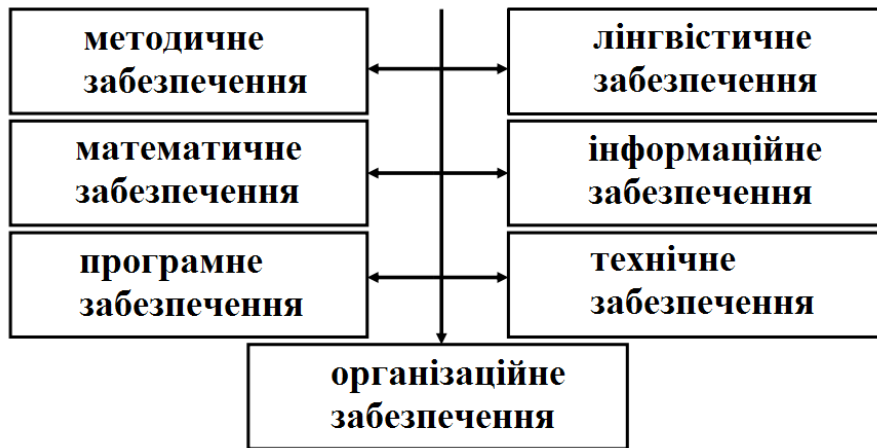 методичне
забезпечення
лінгвістичне
забезпечення
математичне
забезпечення
інформаційне
забезпечення
програмне
забезпечення
технічне
забезпечення
організаційне
забезпечення